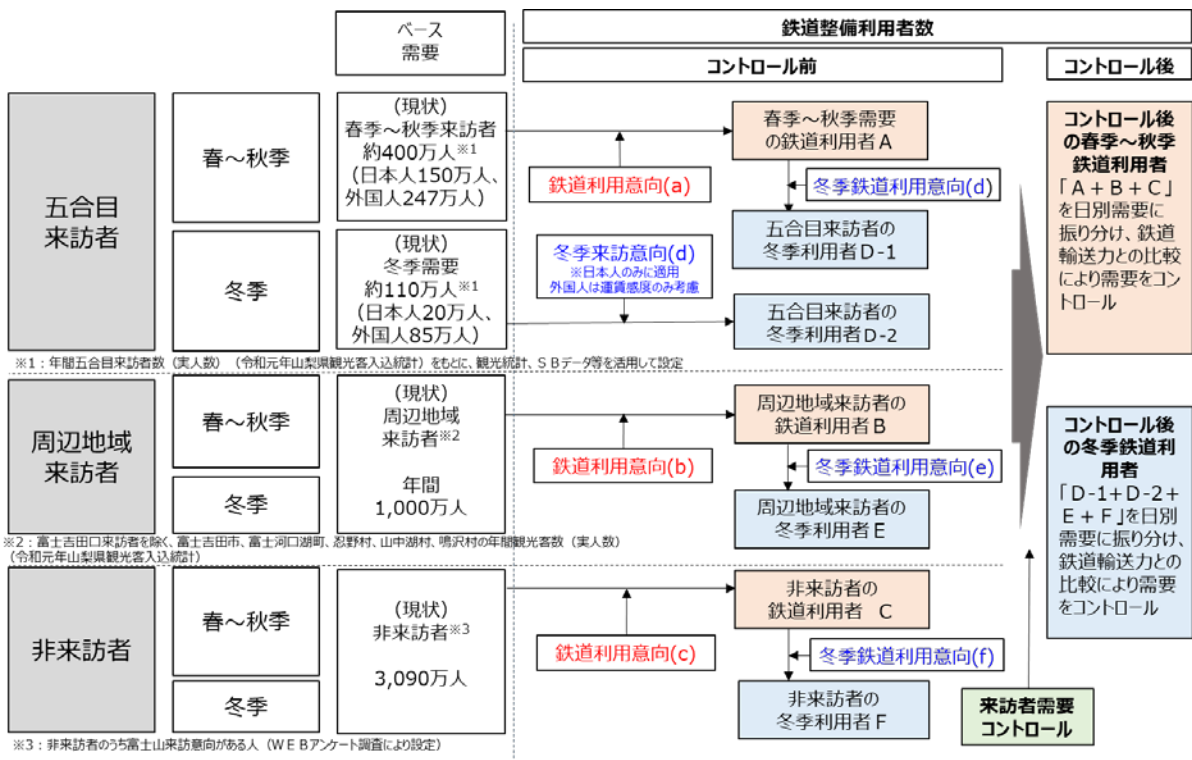 ベース
需要
鉄道整備利用者数
コントロール前
コントロール後
五合目
来訪者
春～秋季
(現状)
春季～秋季来訪者
約400万人※1
(日本人150万人、
外国人247万人)
鉄道利用意向(a)
春季～秋季需要
の鉄道利用者A
冬季鉄道利用意向(d)
五合目来訪者の
冬季利用者D-1
冬季
(現状)
冬季需要
約110万人※1
(日本人20万人、
外国人85万人)
冬季来訪意向(d)
※日本人のみに適用
外国人は運賃感度のみ考慮
五合目来訪者の
冬季利用者D-2
※1：年間五合目来訪者数（実人数）（令和元年山梨県観光客入込統計）をもとに、観光統計、ＳＢデータ等を活用して設定
周辺地域
来訪者
春～秋季
冬季
(現状)
周辺地域
来訪者※2
年間
1,000万人
鉄道利用意向(b)
周辺地域来訪者の
鉄道利用者B
冬季鉄道利用意向(e)
周辺地域来訪者の
冬季利用者E
※2：富士吉田口来訪者を除く、富士吉田市、富士河口湖町、忍野村、山中湖村、鳴沢村の年間観光客数（実人数）
（令和元年山梨県観光客入込統計）
非来訪者
春～秋季
冬季
(現状)
非来訪者※3
3,090万人
鉄道利用意向(c)
非来訪者の
鉄道利用者　C
冬季鉄道利用意向(f)
非来訪者の
冬季利用者F
※3：非来訪者のうち富士山来訪意向がある人（ＷＥＢアンケート調査により設定）
コントロール後
の春季～秋季
鉄道利用者
「A＋B＋C」
を日別需要に
振り分け、鉄道
輸送力との比較
により需要をコン
トロール
コントロール後
の冬季鉄道利
用者
「D-1+D-2＋
E＋F」を日別
需要に振り分け、
鉄道輸送力との
比較により需要
をコントロール
来訪者需要
コントロール